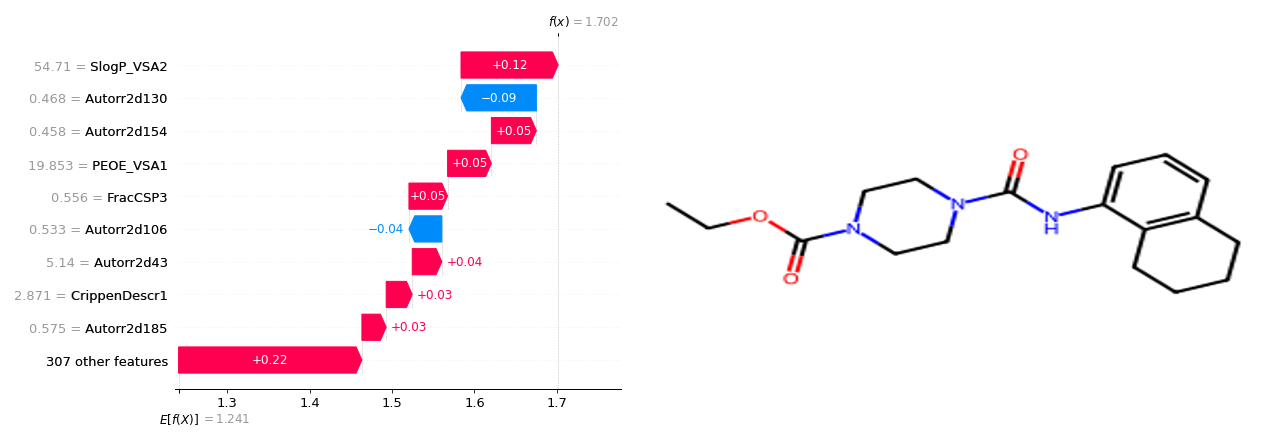 f(x) = 1.702
54.71 = SlogP_VSA2 +0.12
0.468 = Autorr2d130 −0.09
0.458 = Autorr2d154 +0.05
19.853 = PEOE_VSA1 +0.05
0.556 = FracCSP3 +0.05
0.533 = Autorr2d106 −0.04
5.14 = Autorr2d43 +0.04
2.871 = CrippenDescr1 +0.03
0.575 = Autorr2d185 +0.03
307 other features +0.22
1.3 1.4 1.5 1.6 1.7
E[f(X)] = 1.241
O
N
H
N
O
N
O